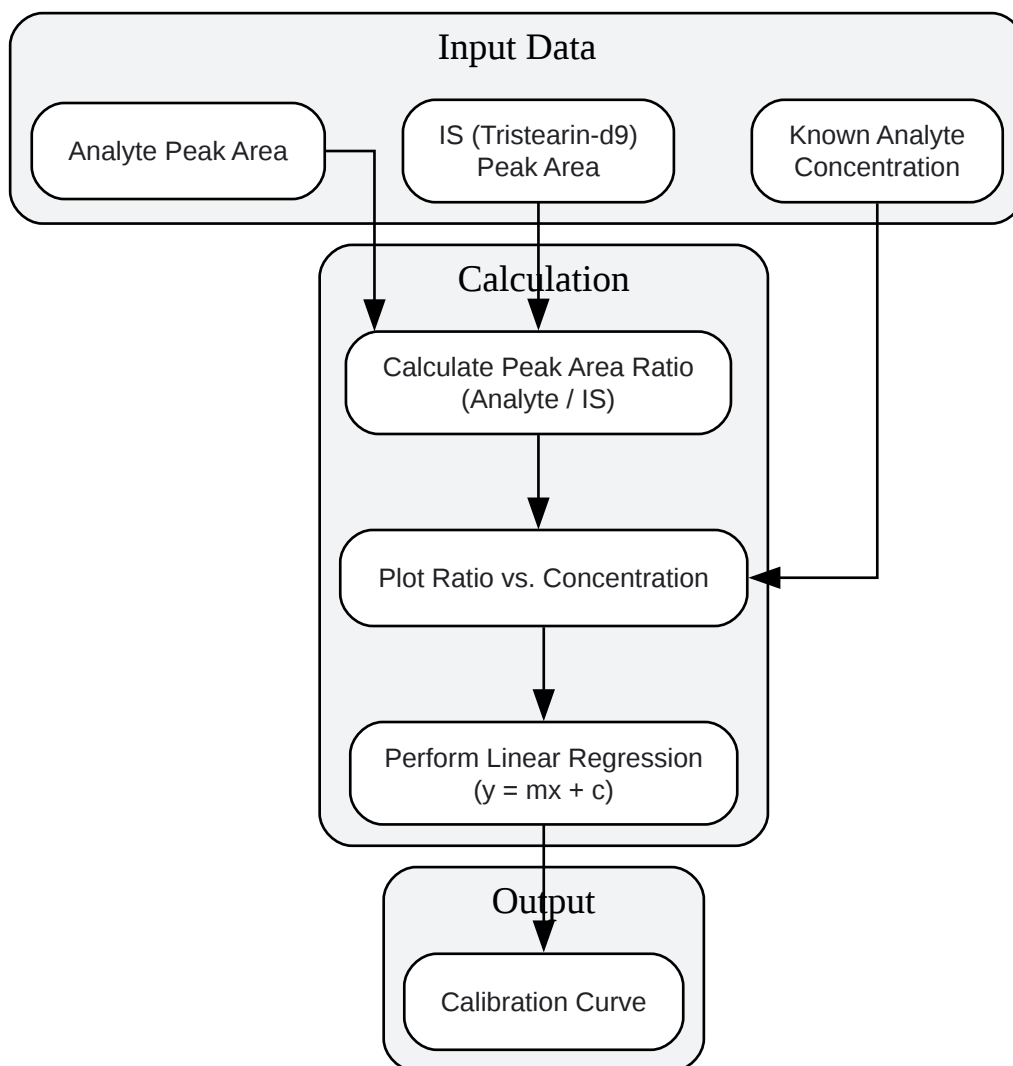 Input Data
Analyte Peak Area
IS (Tristearin-d9)
Peak Area
Known Analyte
Concentration
Calculation
Calculate Peak Area Ratio
(Analyte / IS)
Plot Ratio vs. Concentration
Perform Linear Regression
(y = mx + c)
Output
Calibration Curve